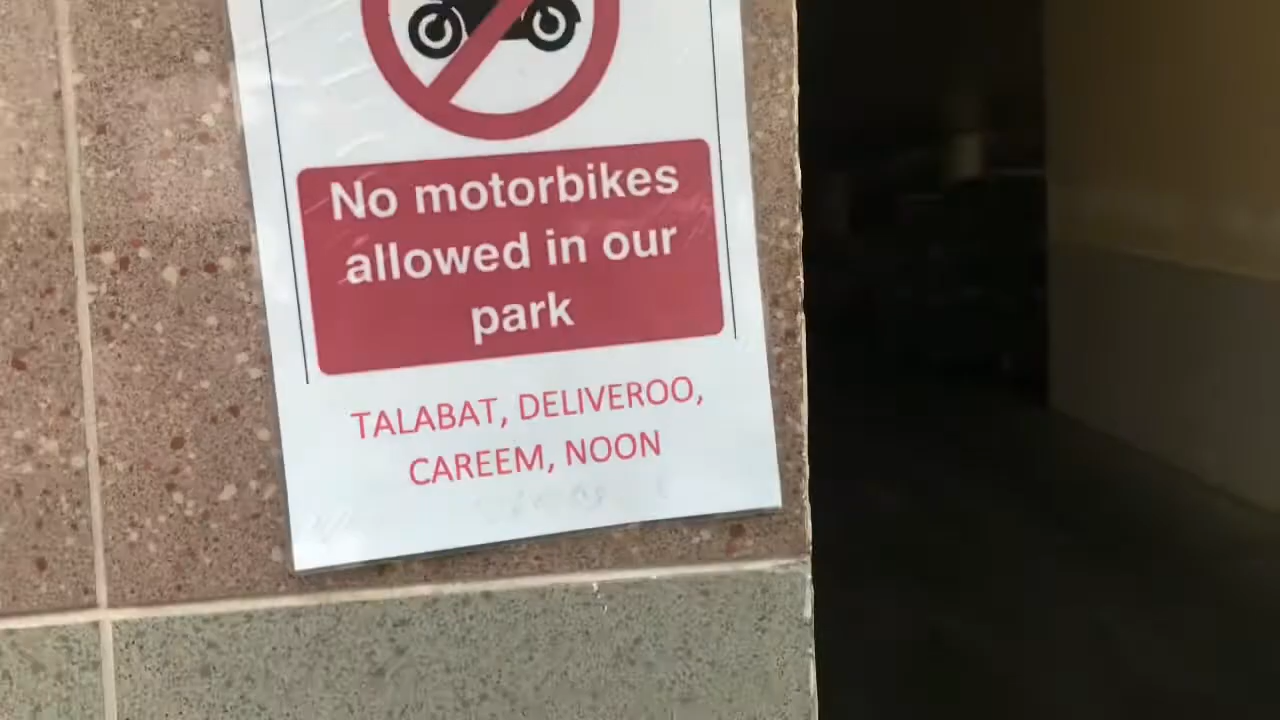 No motorbikes
allowed in our
park
TALABAT, DELIVEROO,
CAREEM, NOON